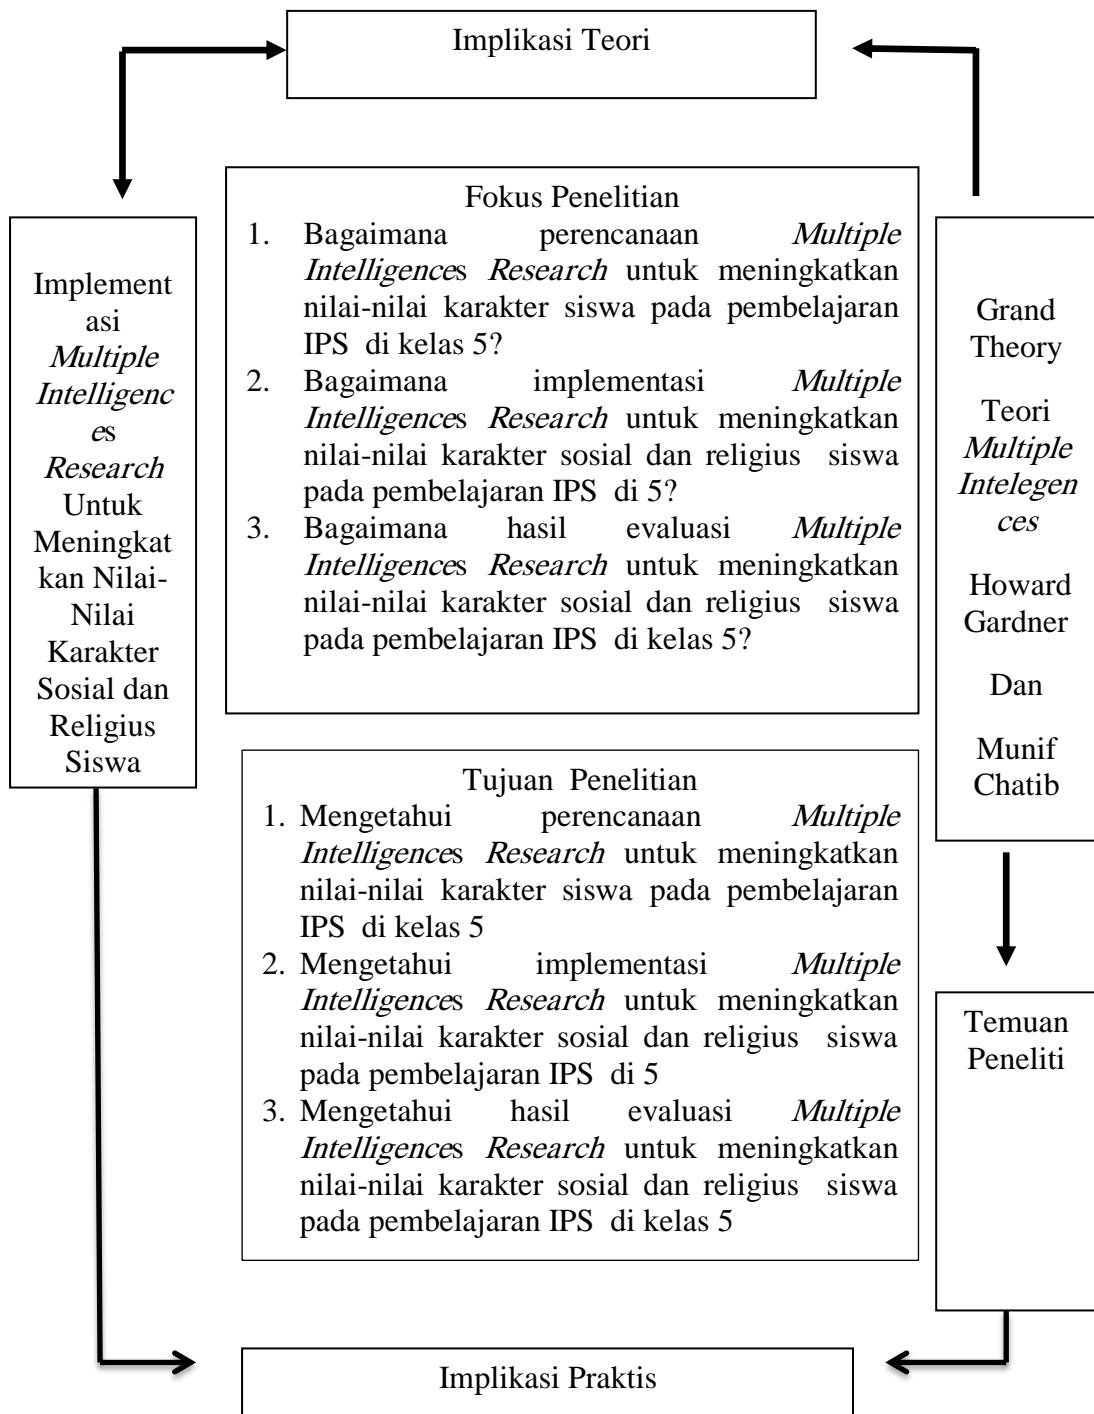 Implikasi Teori
Fokus Penelitian
1. Bagaimana perencanaan Multiple
Intelligences Research untuk meningkatkan
nilai-nilai karakter siswa pada pembelajaran
IPS di kelas 5?
2. Bagaimana implementasi Multiple
Intelligences Research untuk meningkatkan
nilai-nilai karakter sosial dan religius siswa
pada pembelajaran IPS di 5?
3. Bagaimana hasil evaluasi Multiple
Intelligences Research untuk meningkatkan
nilai-nilai karakter sosial dan religius siswa
pada pembelajaran IPS di kelas 5?
Implement
asi
Multiple
Intelligenc
es
Research
Untuk
Meningkat
kan Nilai-
Nilai
Karakter
Sosial dan
Religius
Siswa
Grand
Theory
Teori
Multiple
Intelegen
ces
Howard
Gardner
Dan
Munif
Chatib
Tujuan Penelitian
1. Mengetahui perencanaan Multiple
Intelligences Research untuk meningkatkan
nilai-nilai karakter siswa pada pembelajaran
IPS di kelas 5
2. Mengetahui implementasi Multiple
Intelligences Research untuk meningkatkan
nilai-nilai karakter sosial dan religius siswa
pada pembelajaran IPS di 5
3. Mengetahui hasil evaluasi Multiple
Intelligences Research untuk meningkatkan
nilai-nilai karakter sosial dan religius siswa
pada pembelajaran IPS di kelas 5
Temuan
Peneliti
Implikasi Praktis